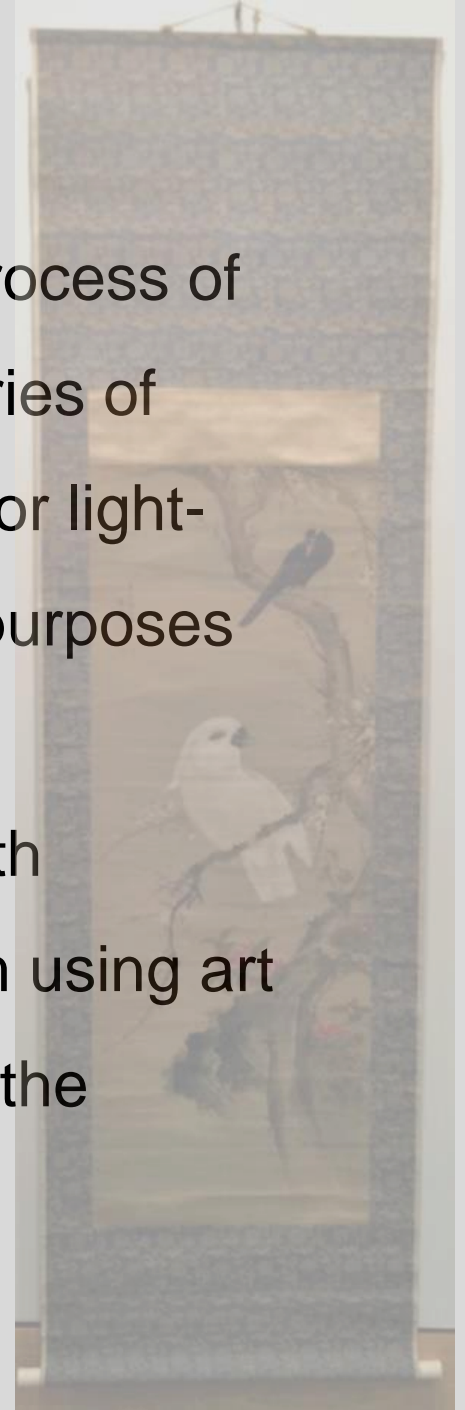 rocess of
ries of
or light-
purposes
th
n using art
the